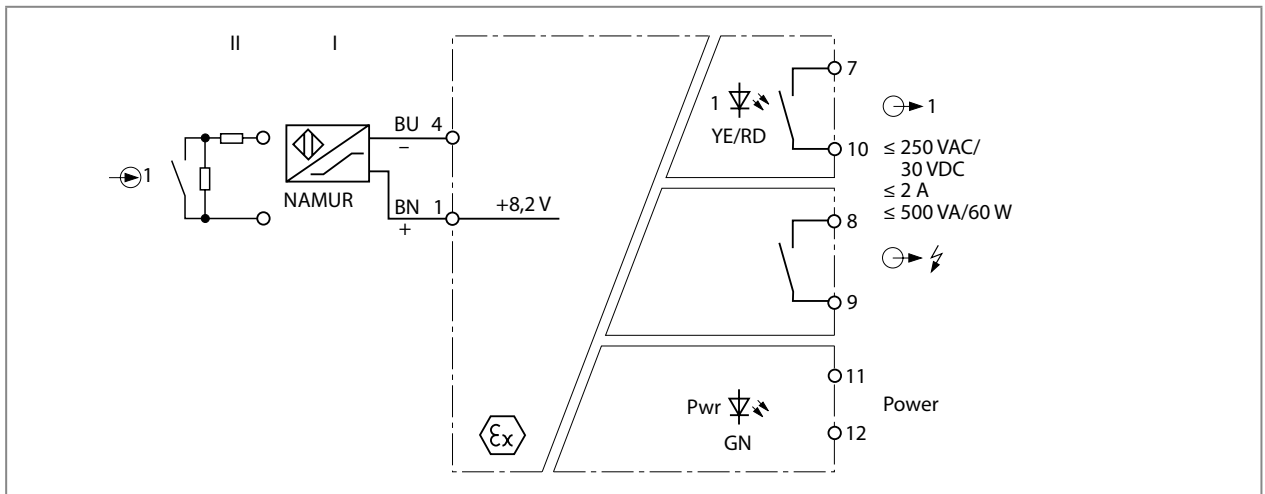 II
I
BU 4
−
NAMUR
BN 1
+
+8,2 V
1
Ex
1
YE/RD
7
10
1
≤ 250 VAC/
30 VDC
≤ 2 A
≤ 500 VA/60 W
8
9
Pwr
GN
11
12
Power